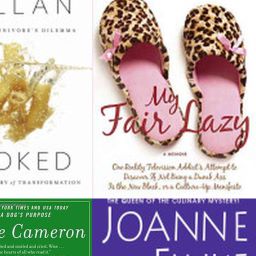 LLAN
NIVORE'S DILEMMA
OKED
RY of TRANSFORMATION
My
Fair Lazy
A MEMOIR
One Reality Television Addict's Attempt to
Discover If Not Being a Dumb Ass
Is the New Black, or a Culture-Up Manifesto
NEW YORK TIMES AND USA TODAY
A DOG'S PURPOSE
e Cameron
THE QUEEN OF THE CULINARY MYSTERY!
JOANNE